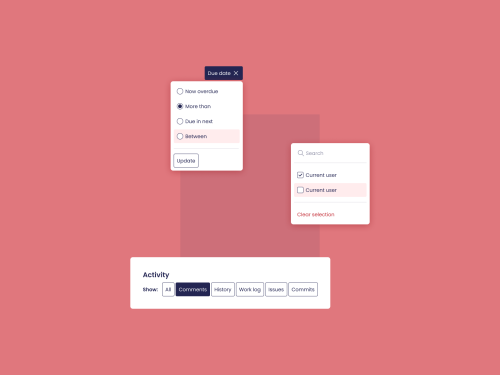 Due date
Now overdue
More than
Due in next
Between
Update
Search
Current user
Current user
Clear selection
Activity
Show: All Comments History Work log Issues Commits